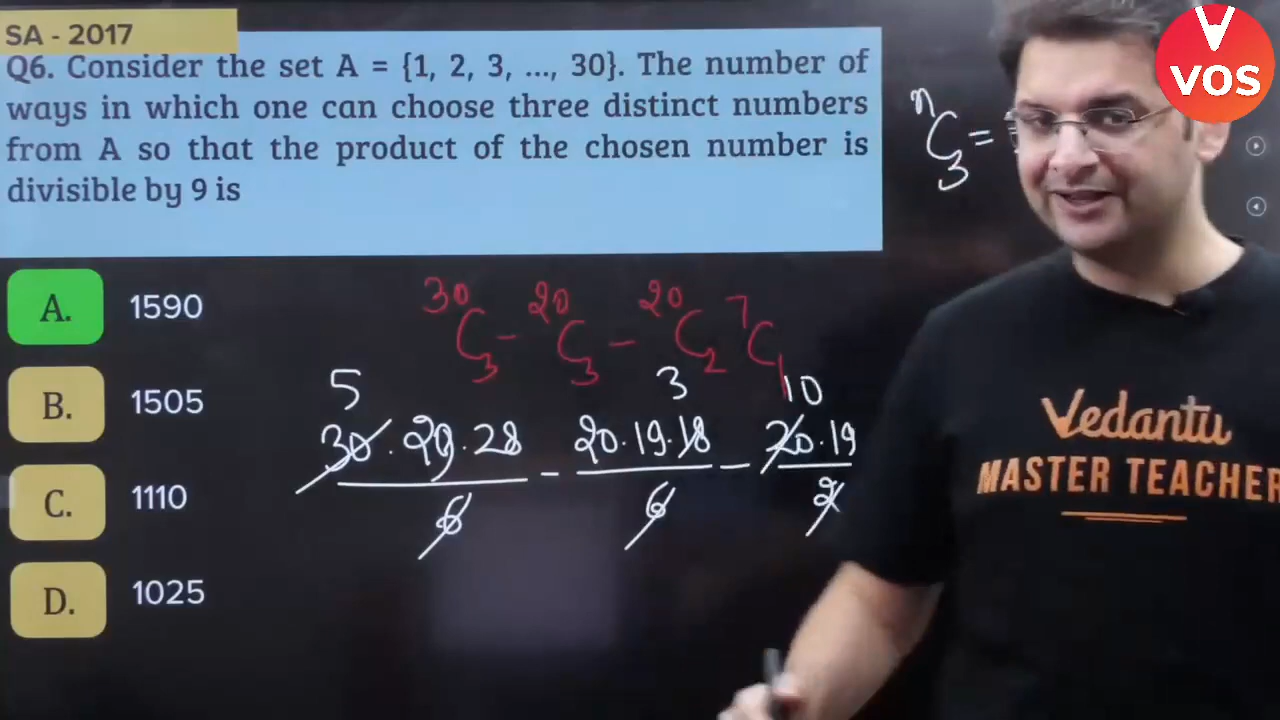 SA - 2017
Q6. Consider the set A = {1, 2, 3, ..., 30}. The number of
ways in which one can choose three distinct numbers
from A so that the product of the chosen number is
divisible by 9 is
A. 1590
B. 1505
C. 1110
D. 1025
ⁿC₃ =
³⁰C₃ - ²⁰C₃ - ²⁰C₂ ⁷C₁
5 3 10
30 . 29 . 28 - 20 . 19 . 18 - 20 . 19
6 6 2
V
VOS
Vedantu
MASTER TEACHER